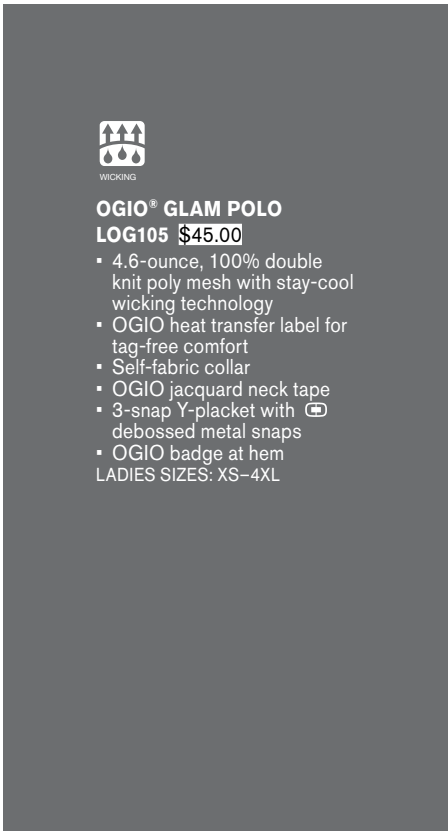 WICKING
OGIO® GLAM POLO
LOG105 $45.00
▪ 4.6-ounce, 100% double
knit poly mesh with stay-cool
wicking technology
▪ OGIO heat transfer label for
tag-free comfort
▪ Self-fabric collar
▪ OGIO jacquard neck tape
▪ 3-snap Y-placket with
debossed metal snaps
▪ OGIO badge at hem
LADIES SIZES: XS–4XL